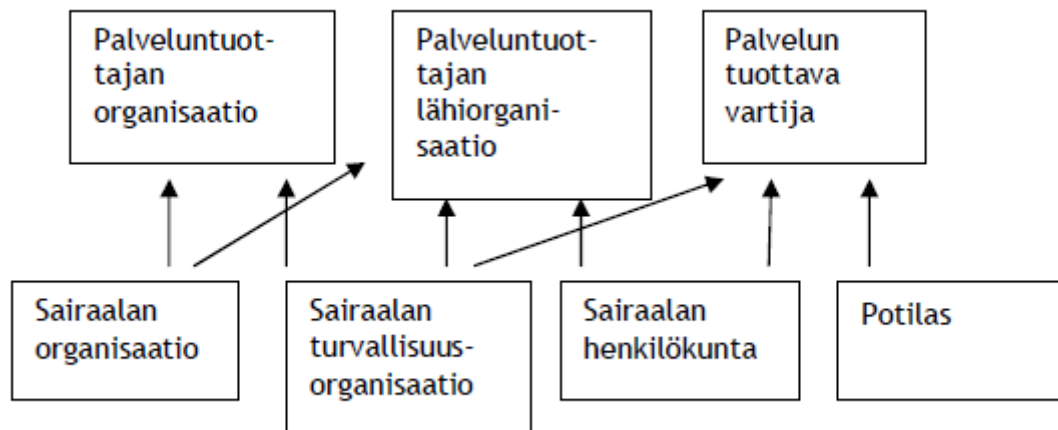 Palveluntuot-
tajan
organisaatio
Palveluntuot-
tajan
lähiorgani-
saatio
Palvelun
tuottava
vartija
Sairaalan
organisaatio
Sairaalan
turvallisuus-
organisaatio
Sairaalan
henkilökunta
Potilas